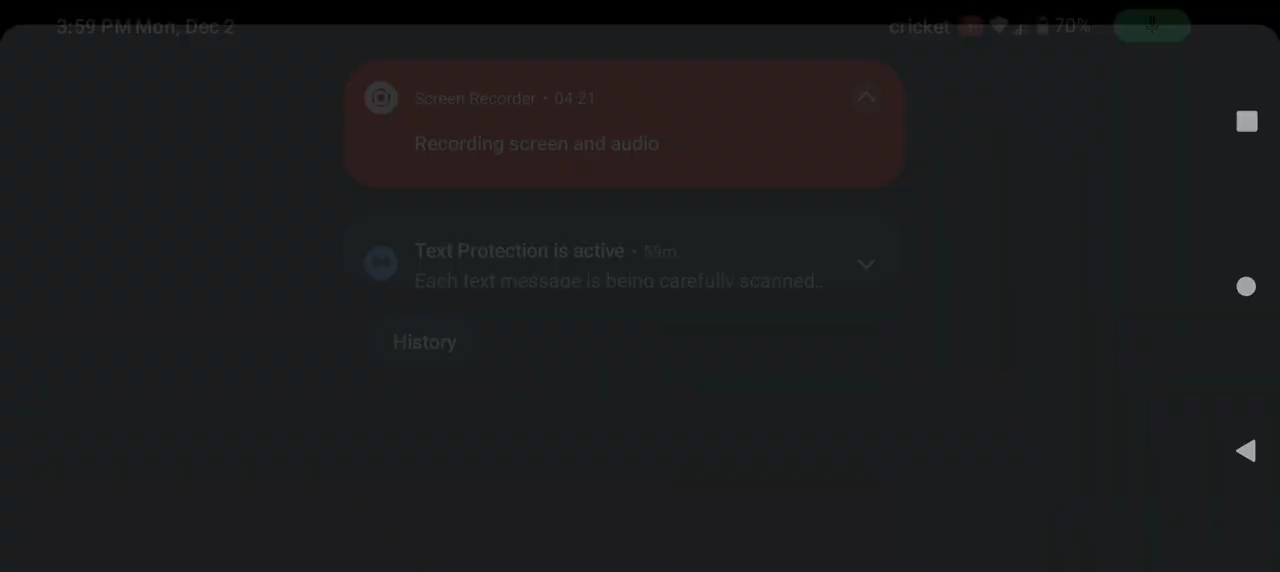 3:59 PM Mon, Dec 2
cricket 70%
Screen Recorder • 04:21
Recording screen and audio
Text Protection is active • 59m
Each text message is being carefully scanned..
History